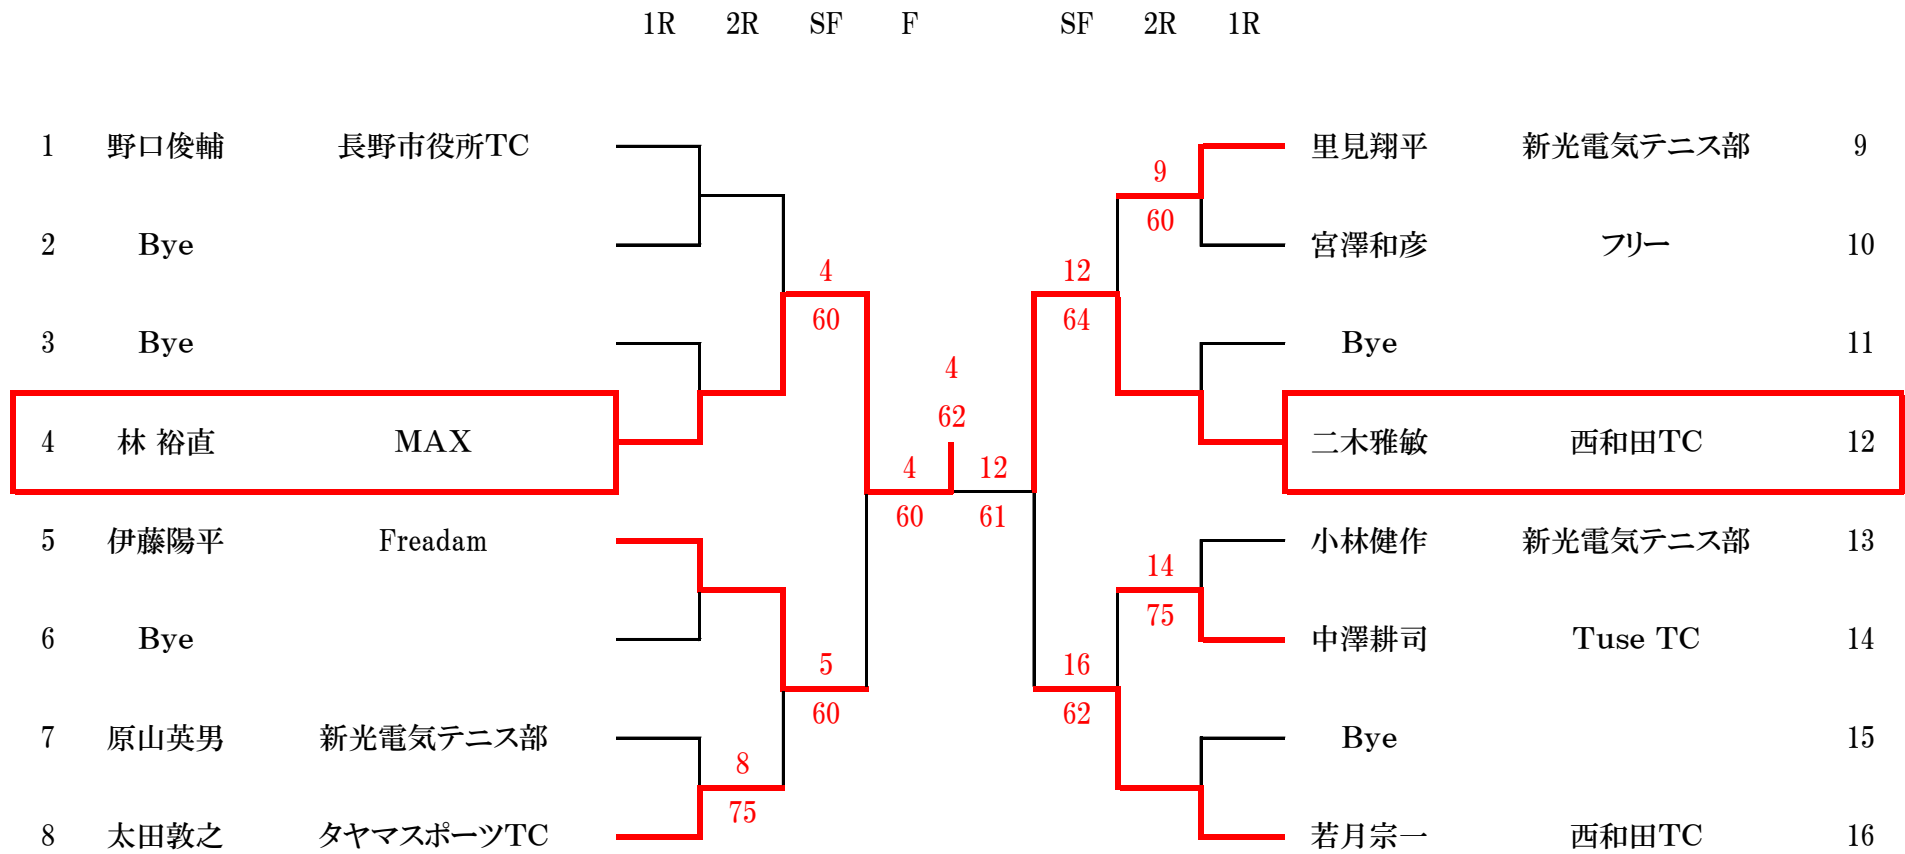 1R 2R SF F SF 2R 1R
1 野口俊輔 長野市役所TC 里見翔平 新光電気テニス部 9
9
60
2 Bye 宮澤和彦 フリー 10
4 12
60 64
3 Bye Bye 11
4
62
4 林 裕直 MAX 二木雅敏 西和田TC 12
4 12
60 61
5 伊藤陽平 Freadam 小林健作 新光電気テニス部 13
14
75
6 Bye 中澤耕司 Tuse TC 14
5 16
60 62
7 原山英男 新光電気テニス部 Bye 15
8
75
8 太田敦之 タヤマスポーツTC 若月宗一 西和田TC 16